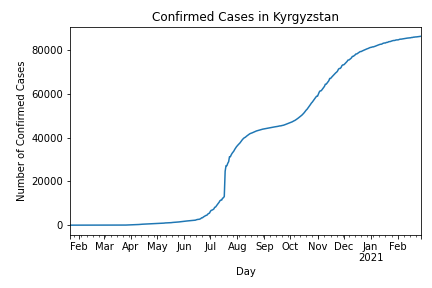 Confirmed Cases in Kyrgyzstan
Number of Confirmed Cases
80000
60000
40000
20000
0
Feb Mar Apr May Jun Jul Aug Sep Oct Nov Dec Jan Feb
2021
Day